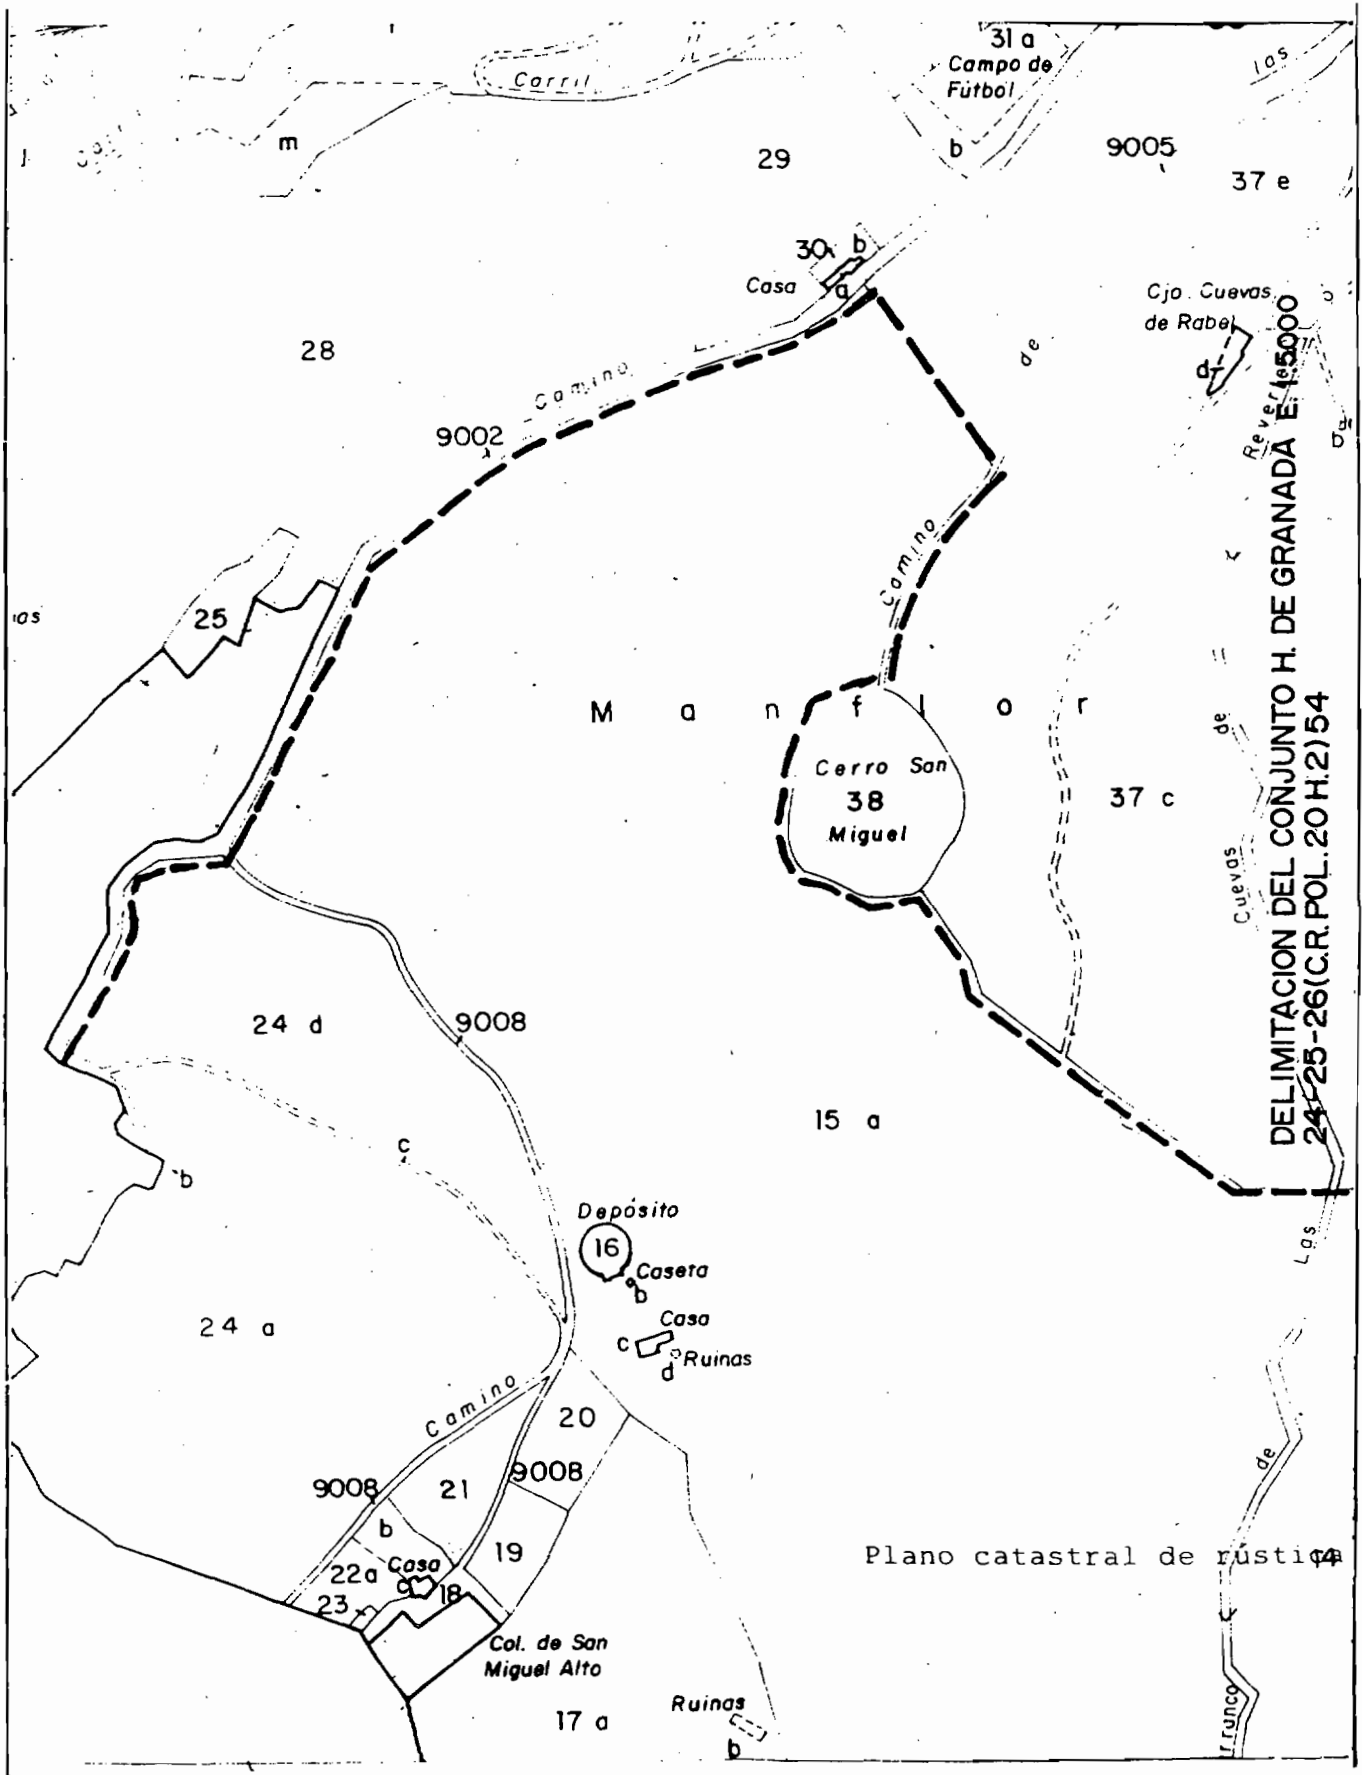 31 a
Campo de
Fútbol
las
Carril
m
29
b
9005
37 e
30
b
Casa
a
Cjo. Cuevas
de Rabel
d
28
Camino
de
9002
b
Camino
25
M a n f l o r
Cerro San
38
Miguel
37 c
de
Cuevas
DELIMITACION DEL CONJUNTO H. DE GRANADA E. 1:5000
24-25-26(C.R. POL. 20 H.2) 54
24 d
9008
15 a
c
b
Depósito
16
Caseta
b
Casa
c
Ruinas
d
Las
24 a
Camino
20
9008
9008
21
de
b
19
Casa
22a
c
18
23
Plano catastral de rústica
Col. de San
Miguel Alto
17 a
Ruinas
b